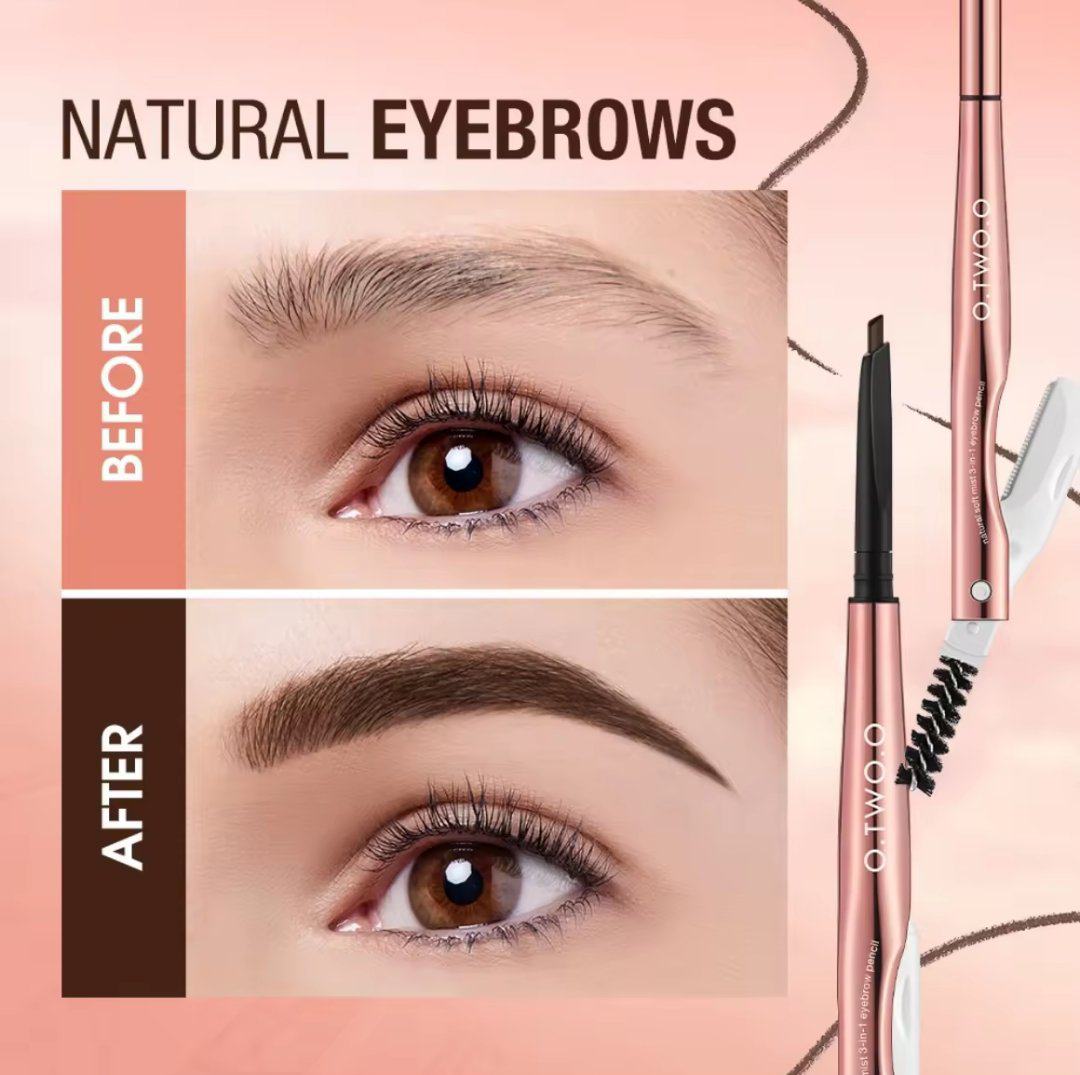 NATURAL EYEBROWS
BEFORE
AFTER
O.TWO.O
natural soft mist 3-in-1 eyebrow pencil
O.TWO.O
mist 3-in-1 eyebrow pencil